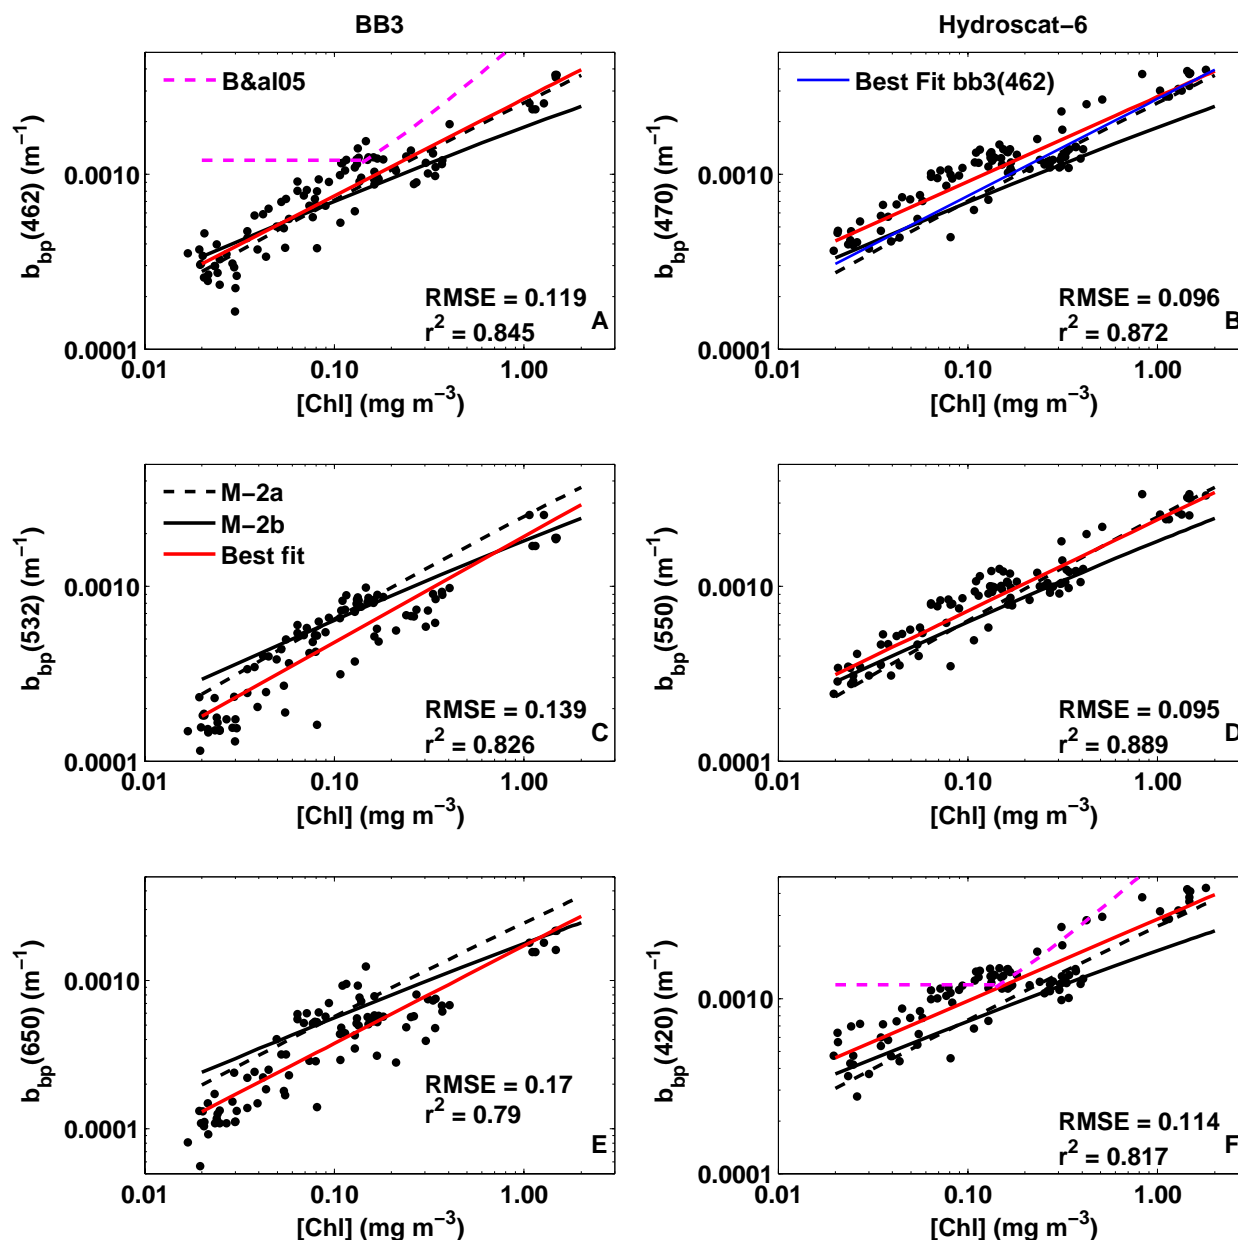 BB3
Hydroscat−6
B&al05
Best Fit bb3(462)
b_bp(462) (m^−1)
0.0010
0.0001
RMSE = 0.119
r^2 = 0.845
A
0.01 0.10 1.00
[Chl] (mg m^−3)
b_bp(470) (m^−1)
0.0010
0.0001
RMSE = 0.096
r^2 = 0.872
B
0.01 0.10 1.00
[Chl] (mg m^−3)
M−2a
M−2b
Best fit
b_bp(532) (m^−1)
0.0010
0.0001
RMSE = 0.139
r^2 = 0.826
C
0.01 0.10 1.00
[Chl] (mg m^−3)
b_bp(550) (m^−1)
0.0010
0.0001
RMSE = 0.095
r^2 = 0.889
D
0.01 0.10 1.00
[Chl] (mg m^−3)
b_bp(650) (m^−1)
0.0010
0.0001
RMSE = 0.17
r^2 = 0.79
E
0.01 0.10 1.00
[Chl] (mg m^−3)
b_bp(420) (m^−1)
0.0010
0.0001
RMSE = 0.114
r^2 = 0.817
F
0.01 0.10 1.00
[Chl] (mg m^−3)